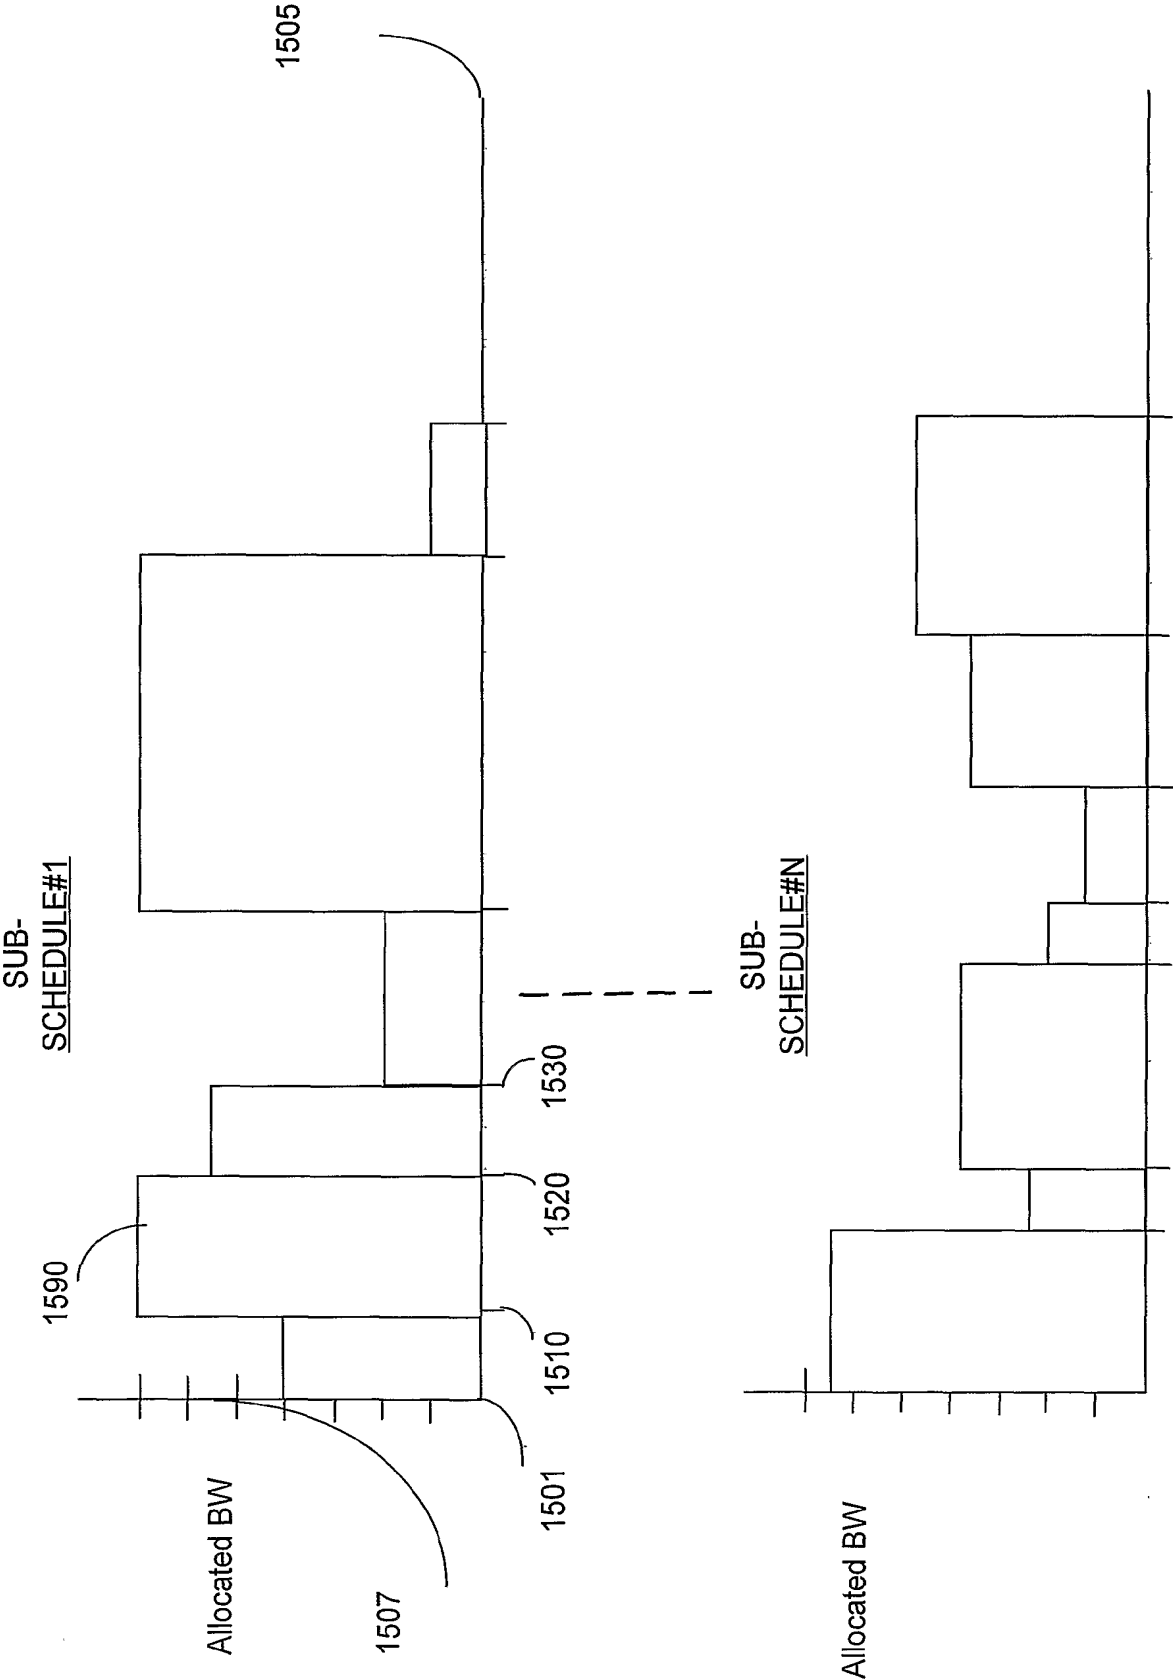 SUB-
SCHEDULE#1
1590
1505
Allocated BW
1507
1501
1510
1520
1530
SUB-
SCHEDULE#N
Allocated BW